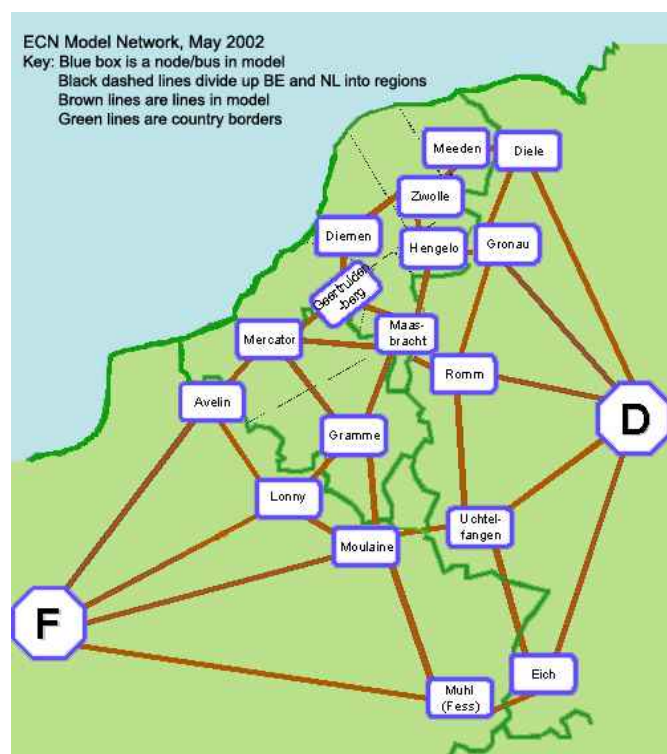 ECN Model Network, May 2002
Key: Blue box is a node/bus in model
Black dashed lines divide up BE and NL into regions
Brown lines are lines in model
Green lines are country borders
Meeden
Diele
Zwolle
Diemen
Hengelo
Gronau
Geertruiden
-berg
Mercator
Maas-
bracht
Romm
Avelin
D
Gramme
Lonny
Uchtel-
fangen
Moulaine
F
Eich
Muhl
(Fess)